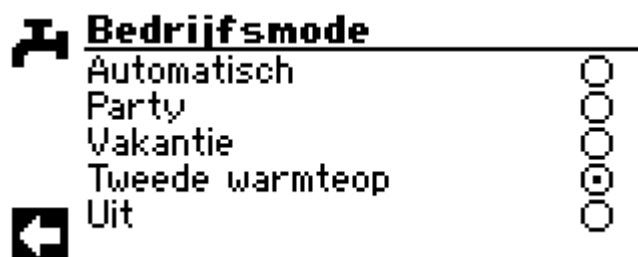 Bedrijfsmode
Automatisch
Party
Vakantie
Tweede warmteop
Uit